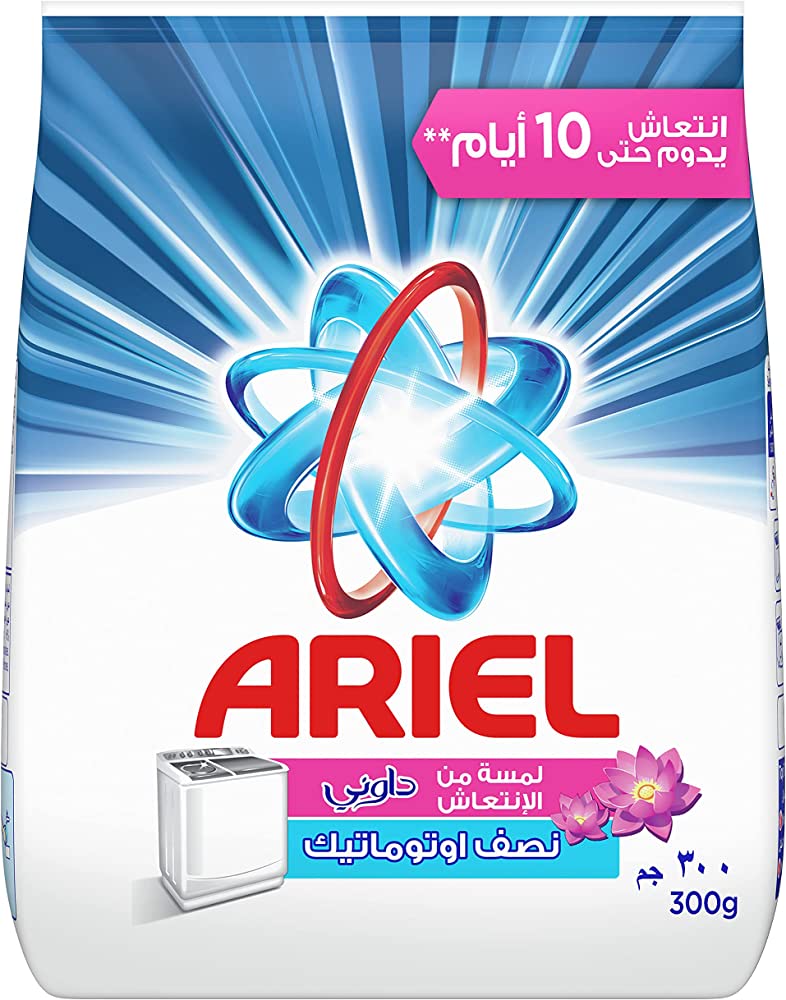 انتعاش
يدوم حتى 10 أيام**
ARIEL
لمسة من
الإنتعاش داوني
نصف اوتوماتيك
٣٠٠ جم
300g